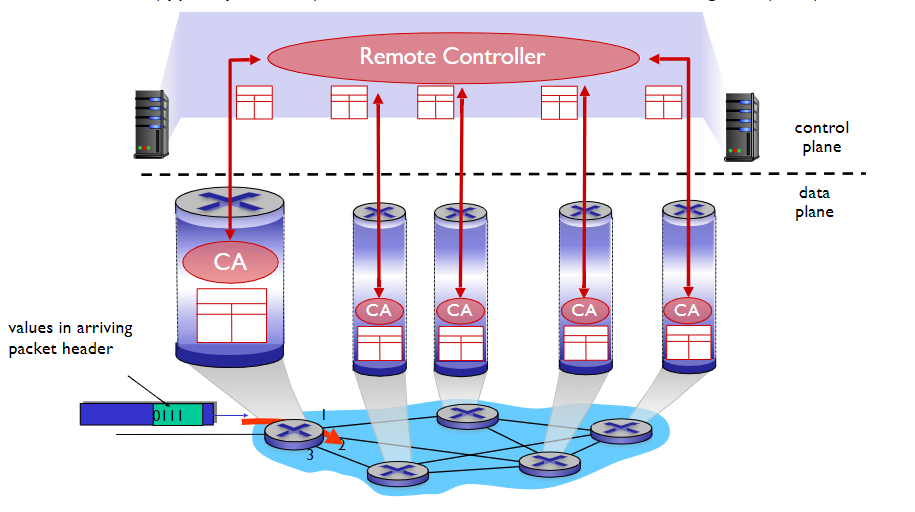 Remote Controller
control
plane
data
plane
CA
CA
CA
CA
CA
values in arriving
packet header
0111
1
2
3